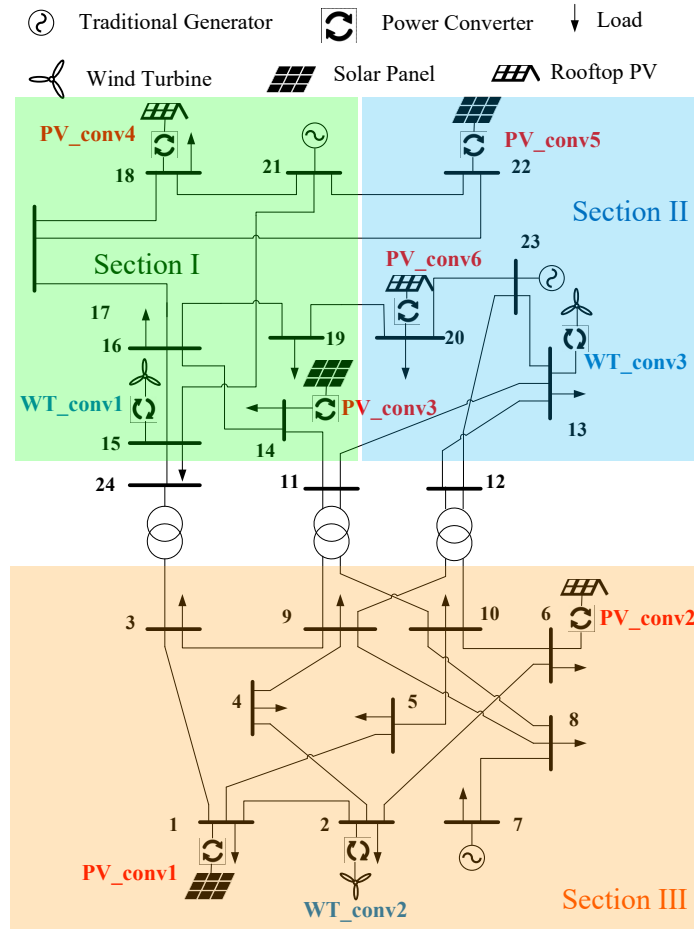 Traditional Generator
Power Converter
Load
Wind Turbine
Solar Panel
Rooftop PV
PV_conv4
PV_conv5
18
21
22
Section II
23
Section I
PV_conv6
17
16
19
20
WT_conv3
WT_conv1
PV_conv3
13
15
14
24
11
12
3
9
10
6
PV_conv2
4
5
8
1
2
7
PV_conv1
WT_conv2
Section III